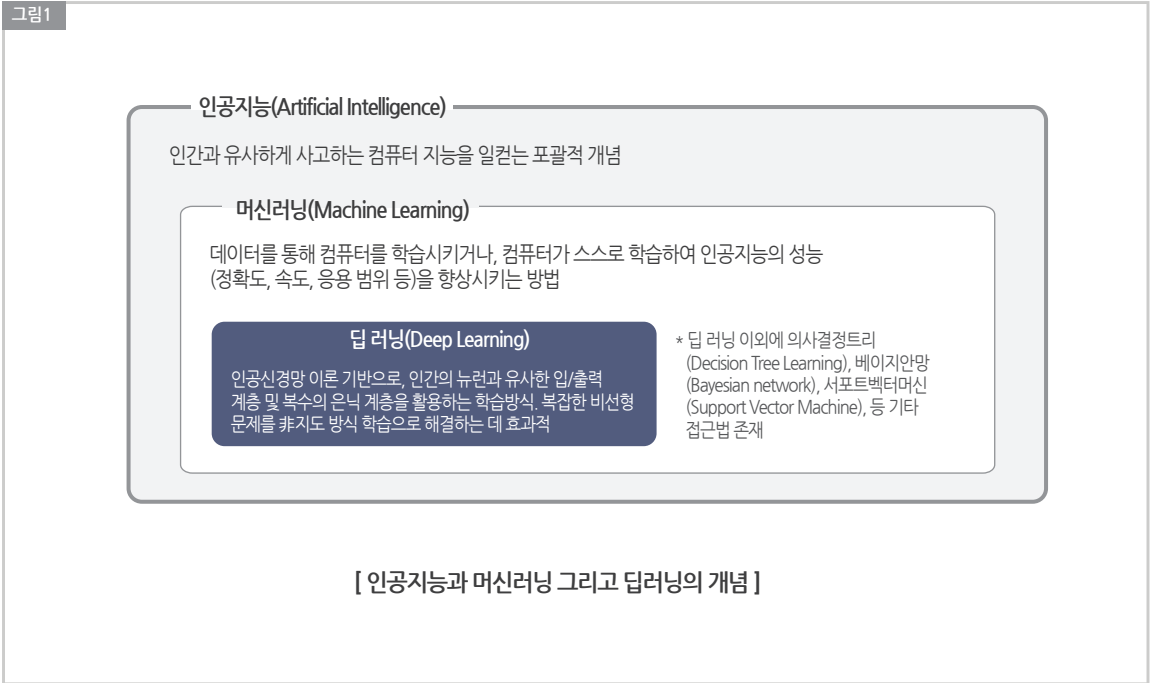 그림1
인공지능(Artificial Intelligence)
인간과 유사하게 사고하는 컴퓨터 지능을 일컫는 포괄적 개념
머신러닝(Machine Learning)
데이터를 통해 컴퓨터를 학습시키거나, 컴퓨터가 스스로 학습하여 인공지능의 성능
(정확도, 속도, 응용 범위 등)을 향상시키는 방법
딥 러닝(Deep Learning)
인공신경망 이론 기반으로, 인간의 뉴런과 유사한 입/출력
계층 및 복수의 은닉 계층을 활용하는 학습방식. 복잡한 비선형
문제를 非지도 방식 학습으로 해결하는 데 효과적
* 딥 러닝 이외에 의사결정트리
(Decision Tree Learning), 베이지안망
(Bayesian network), 서포트벡터머신
(Support Vector Machine), 등 기타
접근법 존재
[ 인공지능과 머신러닝 그리고 딥러닝의 개념 ]